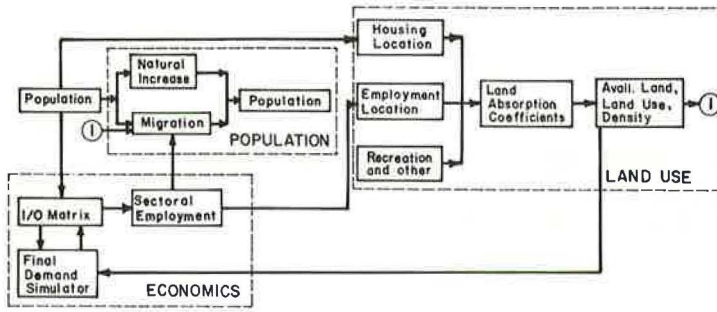 Housing
Location
Natural
Increase
Population
Migration
Population
I
POPULATION
Employment
Location
Land
Absorption
Coefficients
Avail. Land,
Land Use,
Density
I
Recreation
and other
LAND USE
I/O Matrix
Sectoral
Employment
Final
Demand
Simulator
ECONOMICS